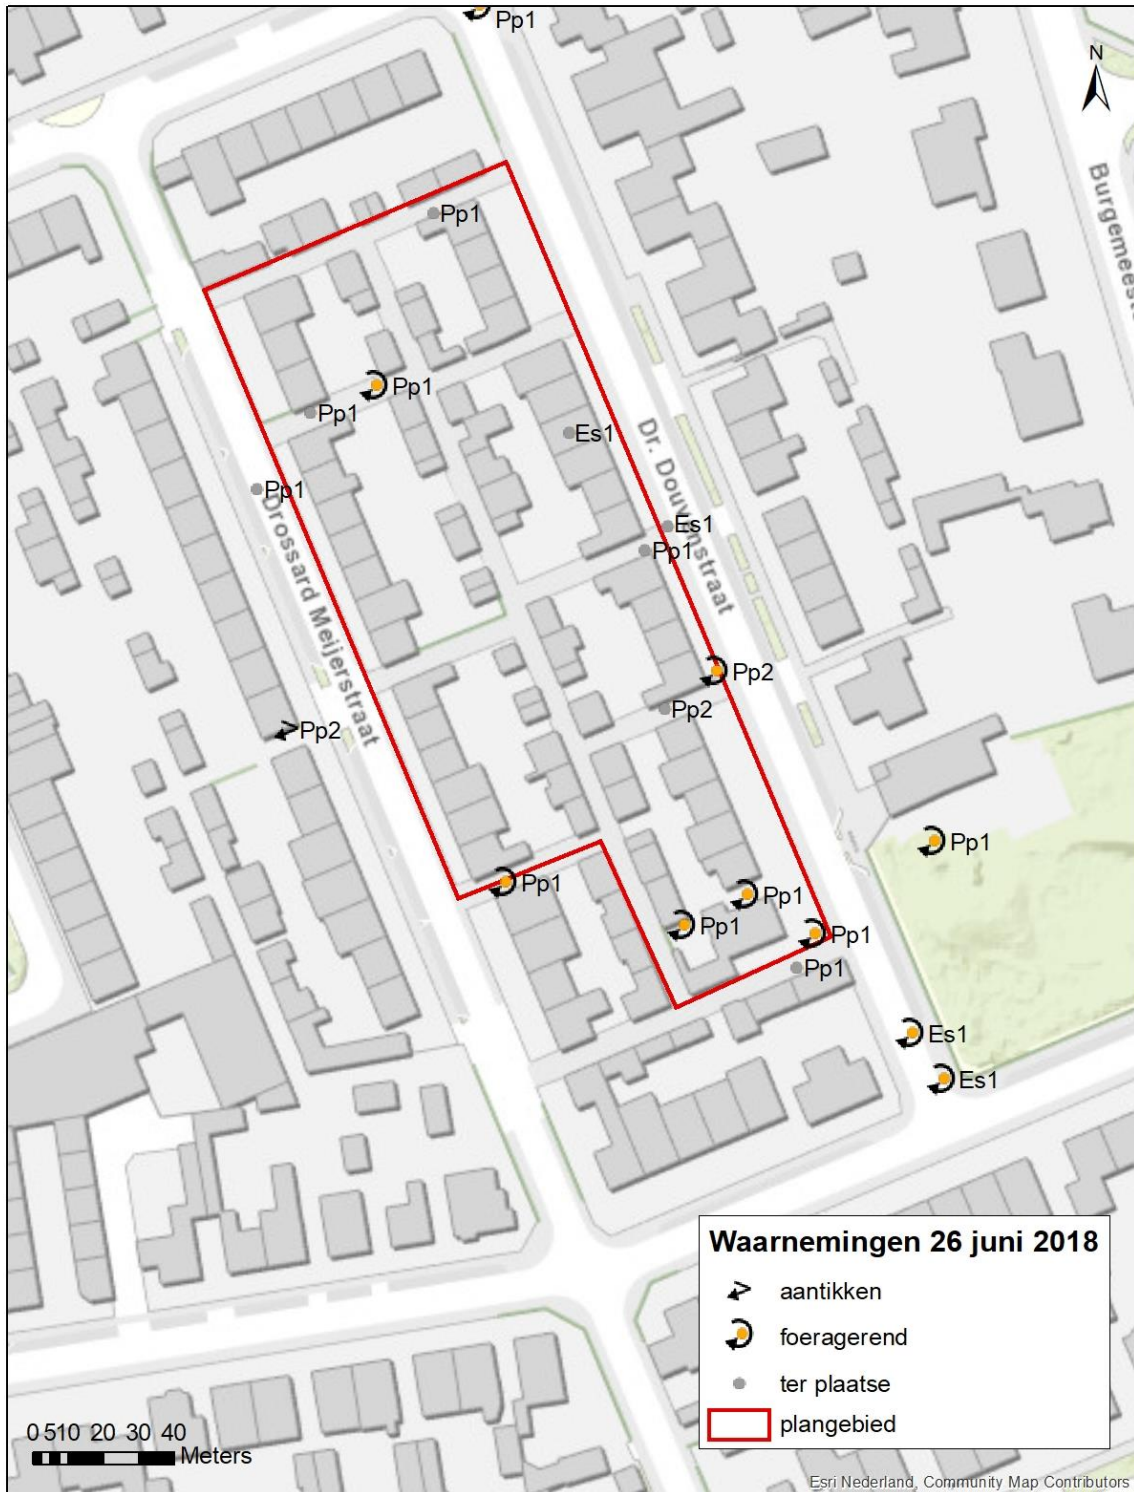 Pp1
N
Burgemeeste
Pp1
Pp1
Pp1
Es1
Dr. Douvenstraat
Pp1
Drossard Meijerstraat
Es1
Pp1
Pp2
Pp2
Pp2
Pp1
Pp1
Pp1
Pp1
Pp1
Pp1
Es1
Es1
Waarnemingen 26 juni 2018
aantikken
foeragerend
ter plaatse
plangebied
0 5 10 20 30 40
Meters
Esri Nederland, Community Map Contributors